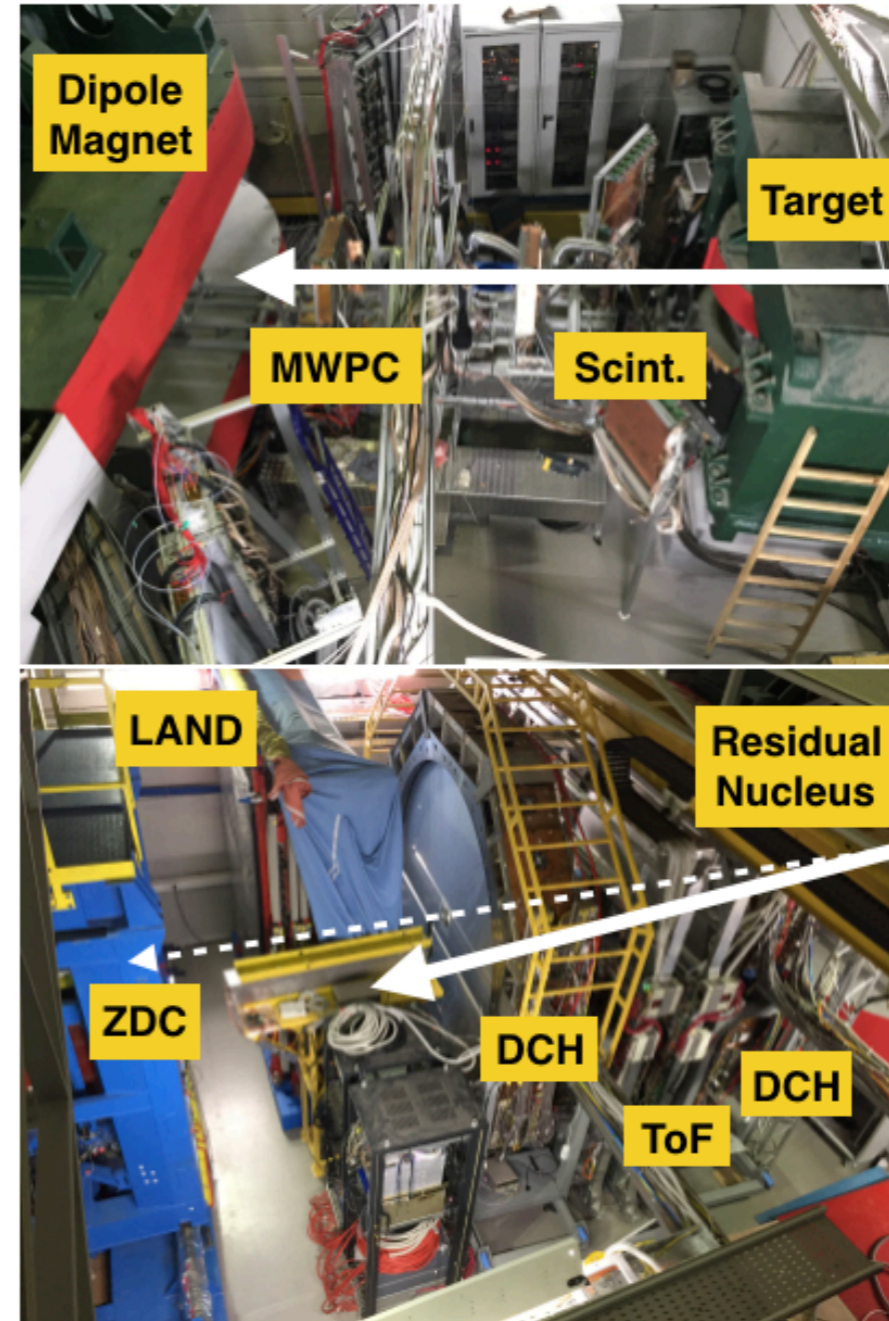 Dipole
Magnet
Target
MWPC
Scint.
LAND
Residual
Nucleus
ZDC
DCH
DCH
ToF